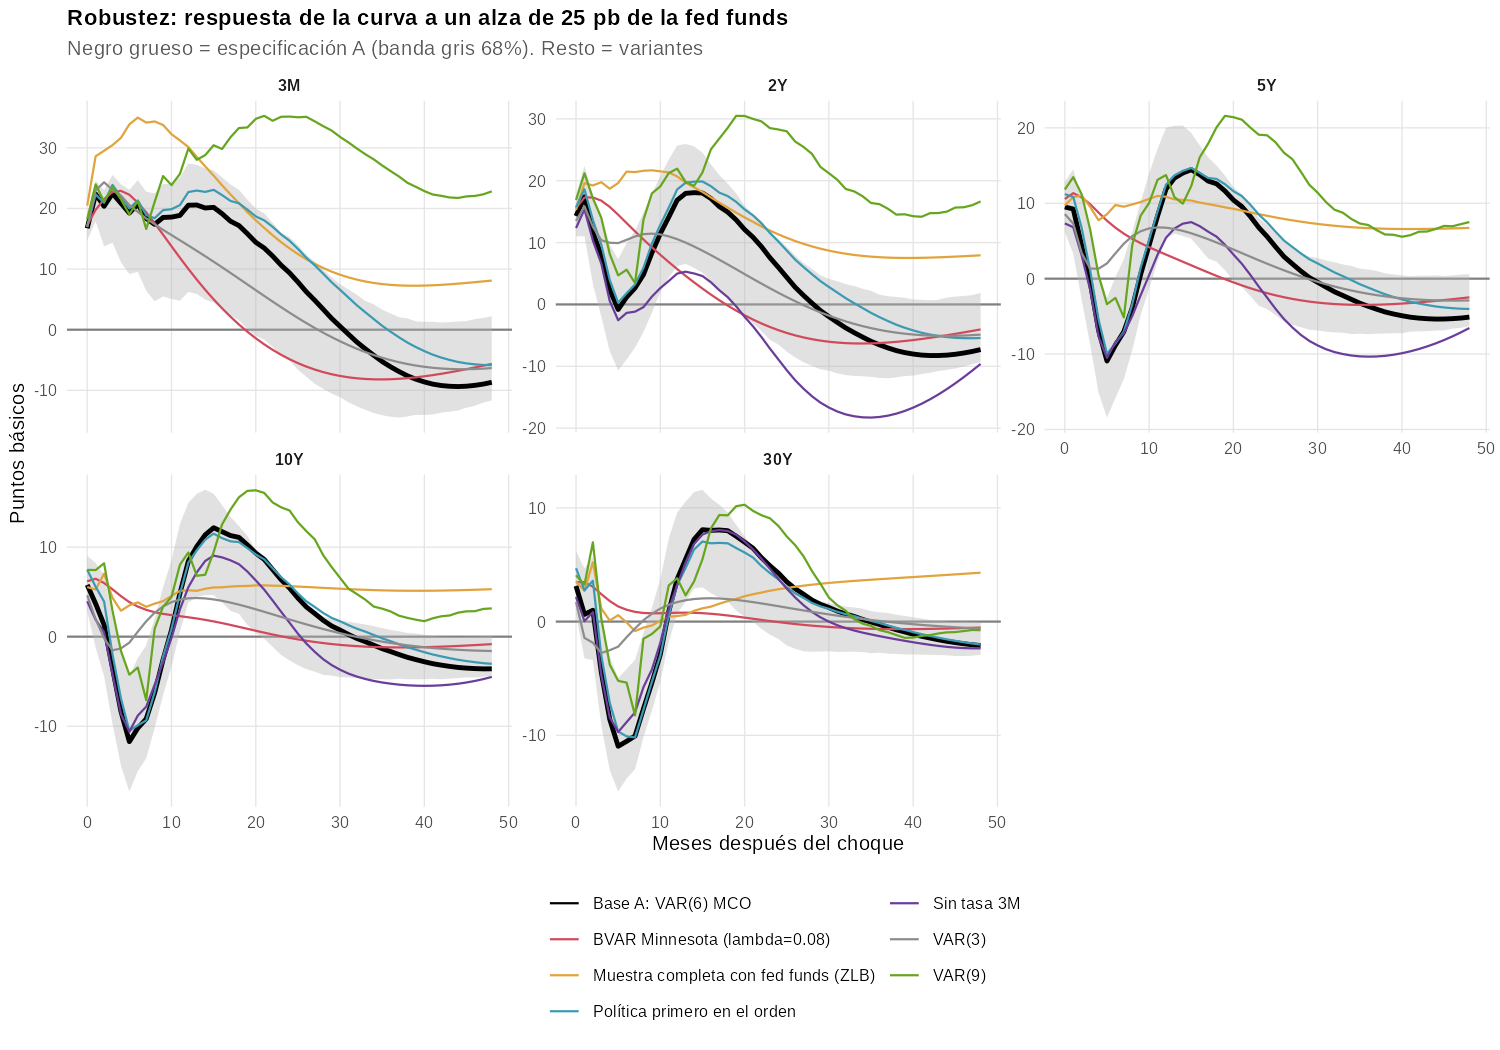 Robustez: respuesta de la curva a un alza de 25 pb de la fed funds
Negro grueso = especificación A (banda gris 68%). Resto = variantes
3M
30
20
10
0
-10
2Y
30
20
10
0
-10
-20
5Y
20
10
0
-10
-20
0 10 20 30 40 50
Puntos básicos
10Y
10
0
-10
0 10 20 30 40 50
30Y
10
0
-10
0 10 20 30 40 50
Meses después del choque
Base A: VAR(6) MCO
BVAR Minnesota (lambda=0.08)
Muestra completa con fed funds (ZLB)
Política primero en el orden
Sin tasa 3M
VAR(3)
VAR(9)